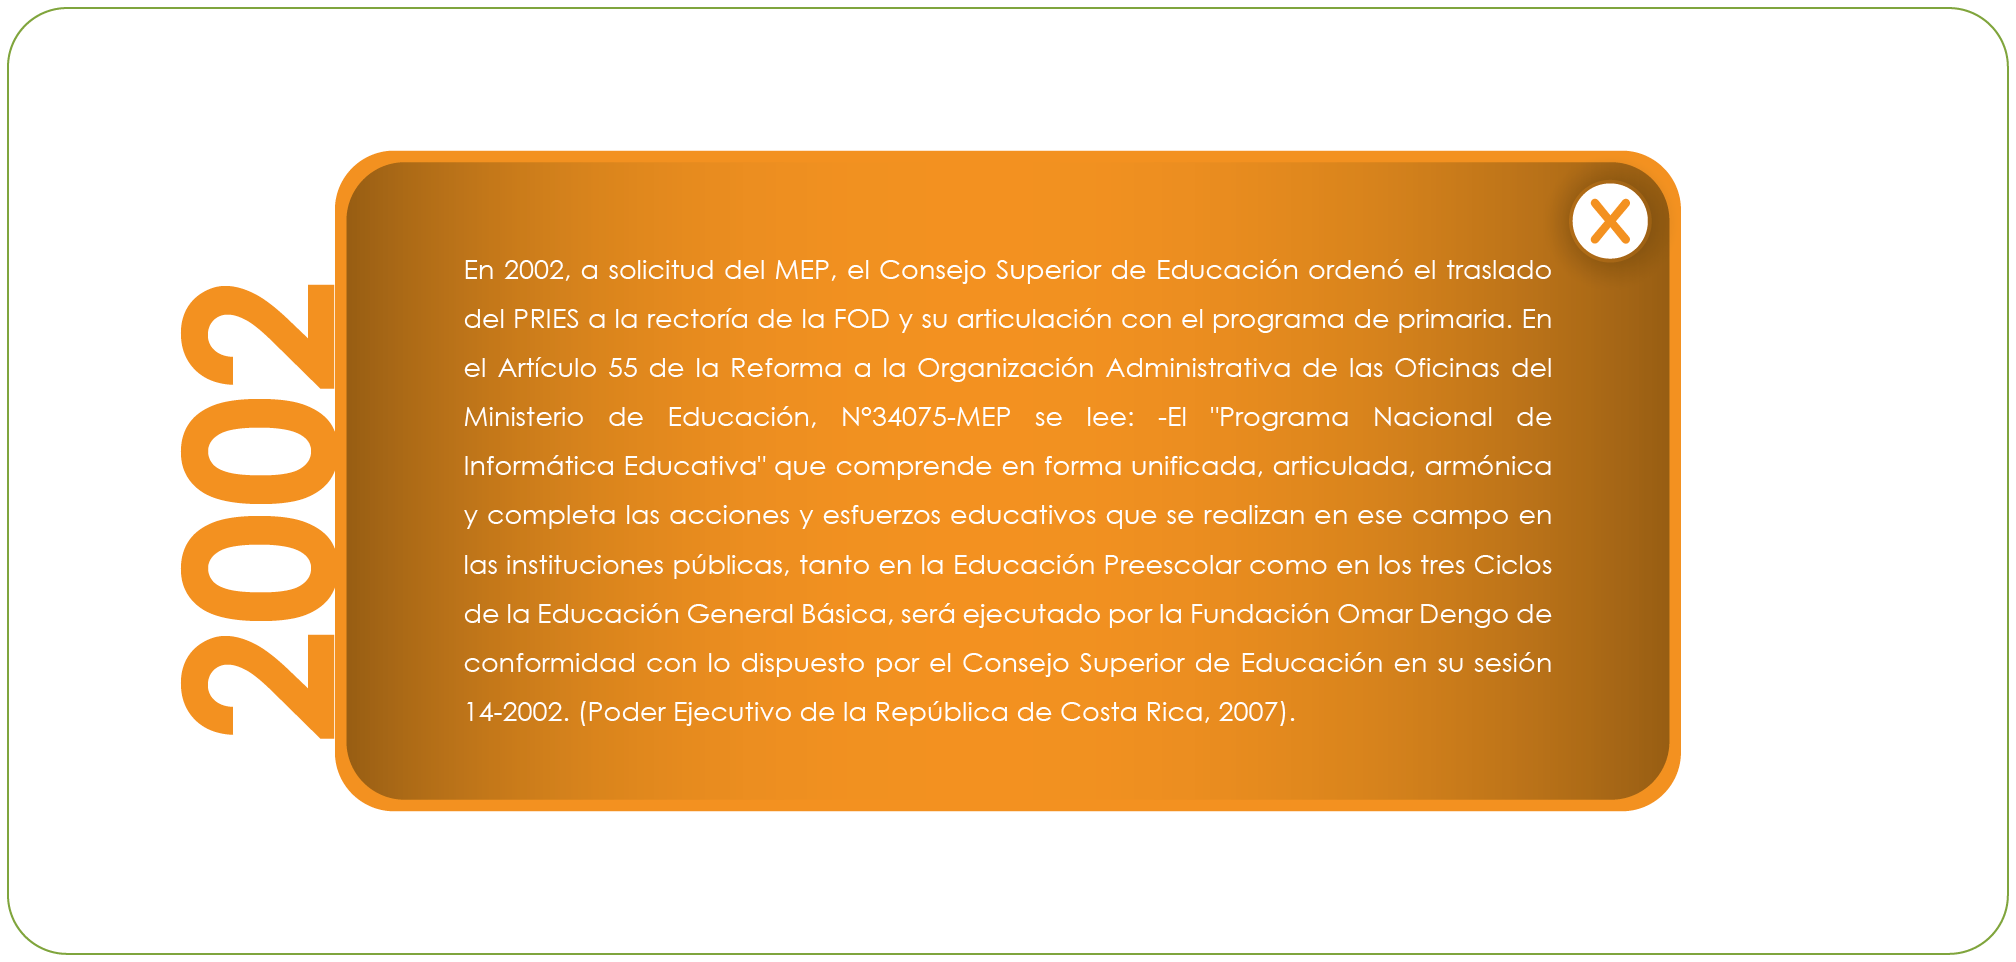 2002
X
En 2002, a solicitud del MEP, el Consejo Superior de Educación ordenó el traslado
del PRIES a la rectoría de la FOD y su articulación con el programa de primaria. En
el Artículo 55 de la Reforma a la Organización Administrativa de las Oficinas del
Ministerio de Educación, N°34075-MEP se lee: -El "Programa Nacional de
Informática Educativa" que comprende en forma unificada, articulada, armónica
y completa las acciones y esfuerzos educativos que se realizan en ese campo en
las instituciones públicas, tanto en la Educación Preescolar como en los tres Ciclos
de la Educación General Básica, será ejecutado por la Fundación Omar Dengo de
conformidad con lo dispuesto por el Consejo Superior de Educación en su sesión
14-2002. (Poder Ejecutivo de la República de Costa Rica, 2007).